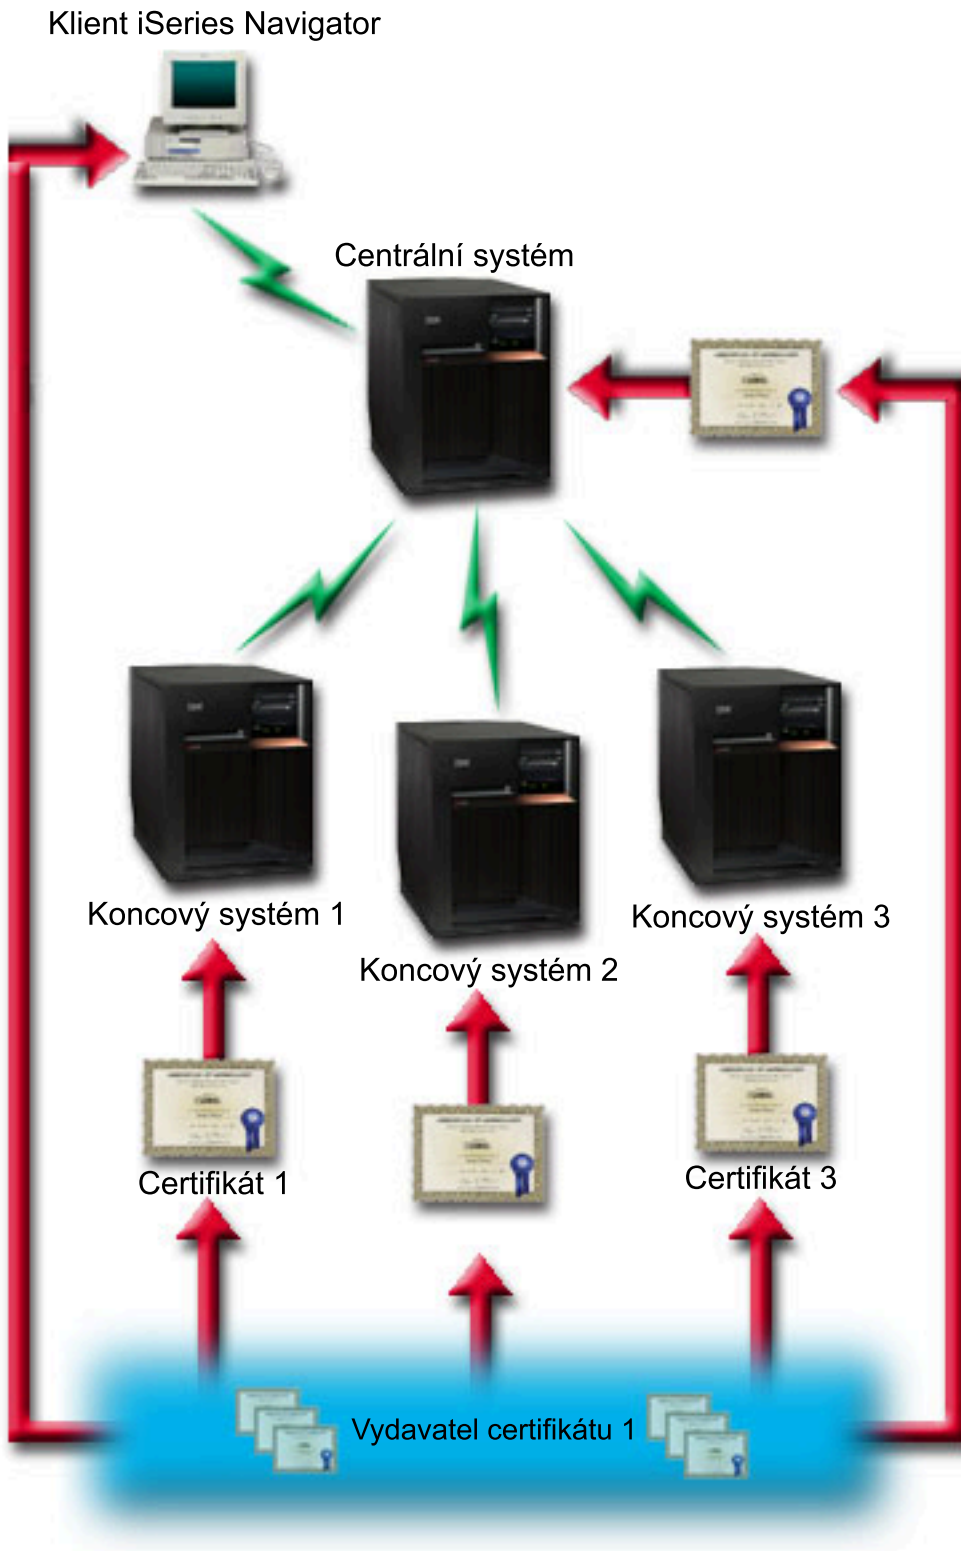 Klient iSeries Navigator
Centrální systém
Koncový systém 1
Koncový systém 3
Koncový systém 2
Certifikát 1
Certifikát 3
Vydavatel certifikátu 1